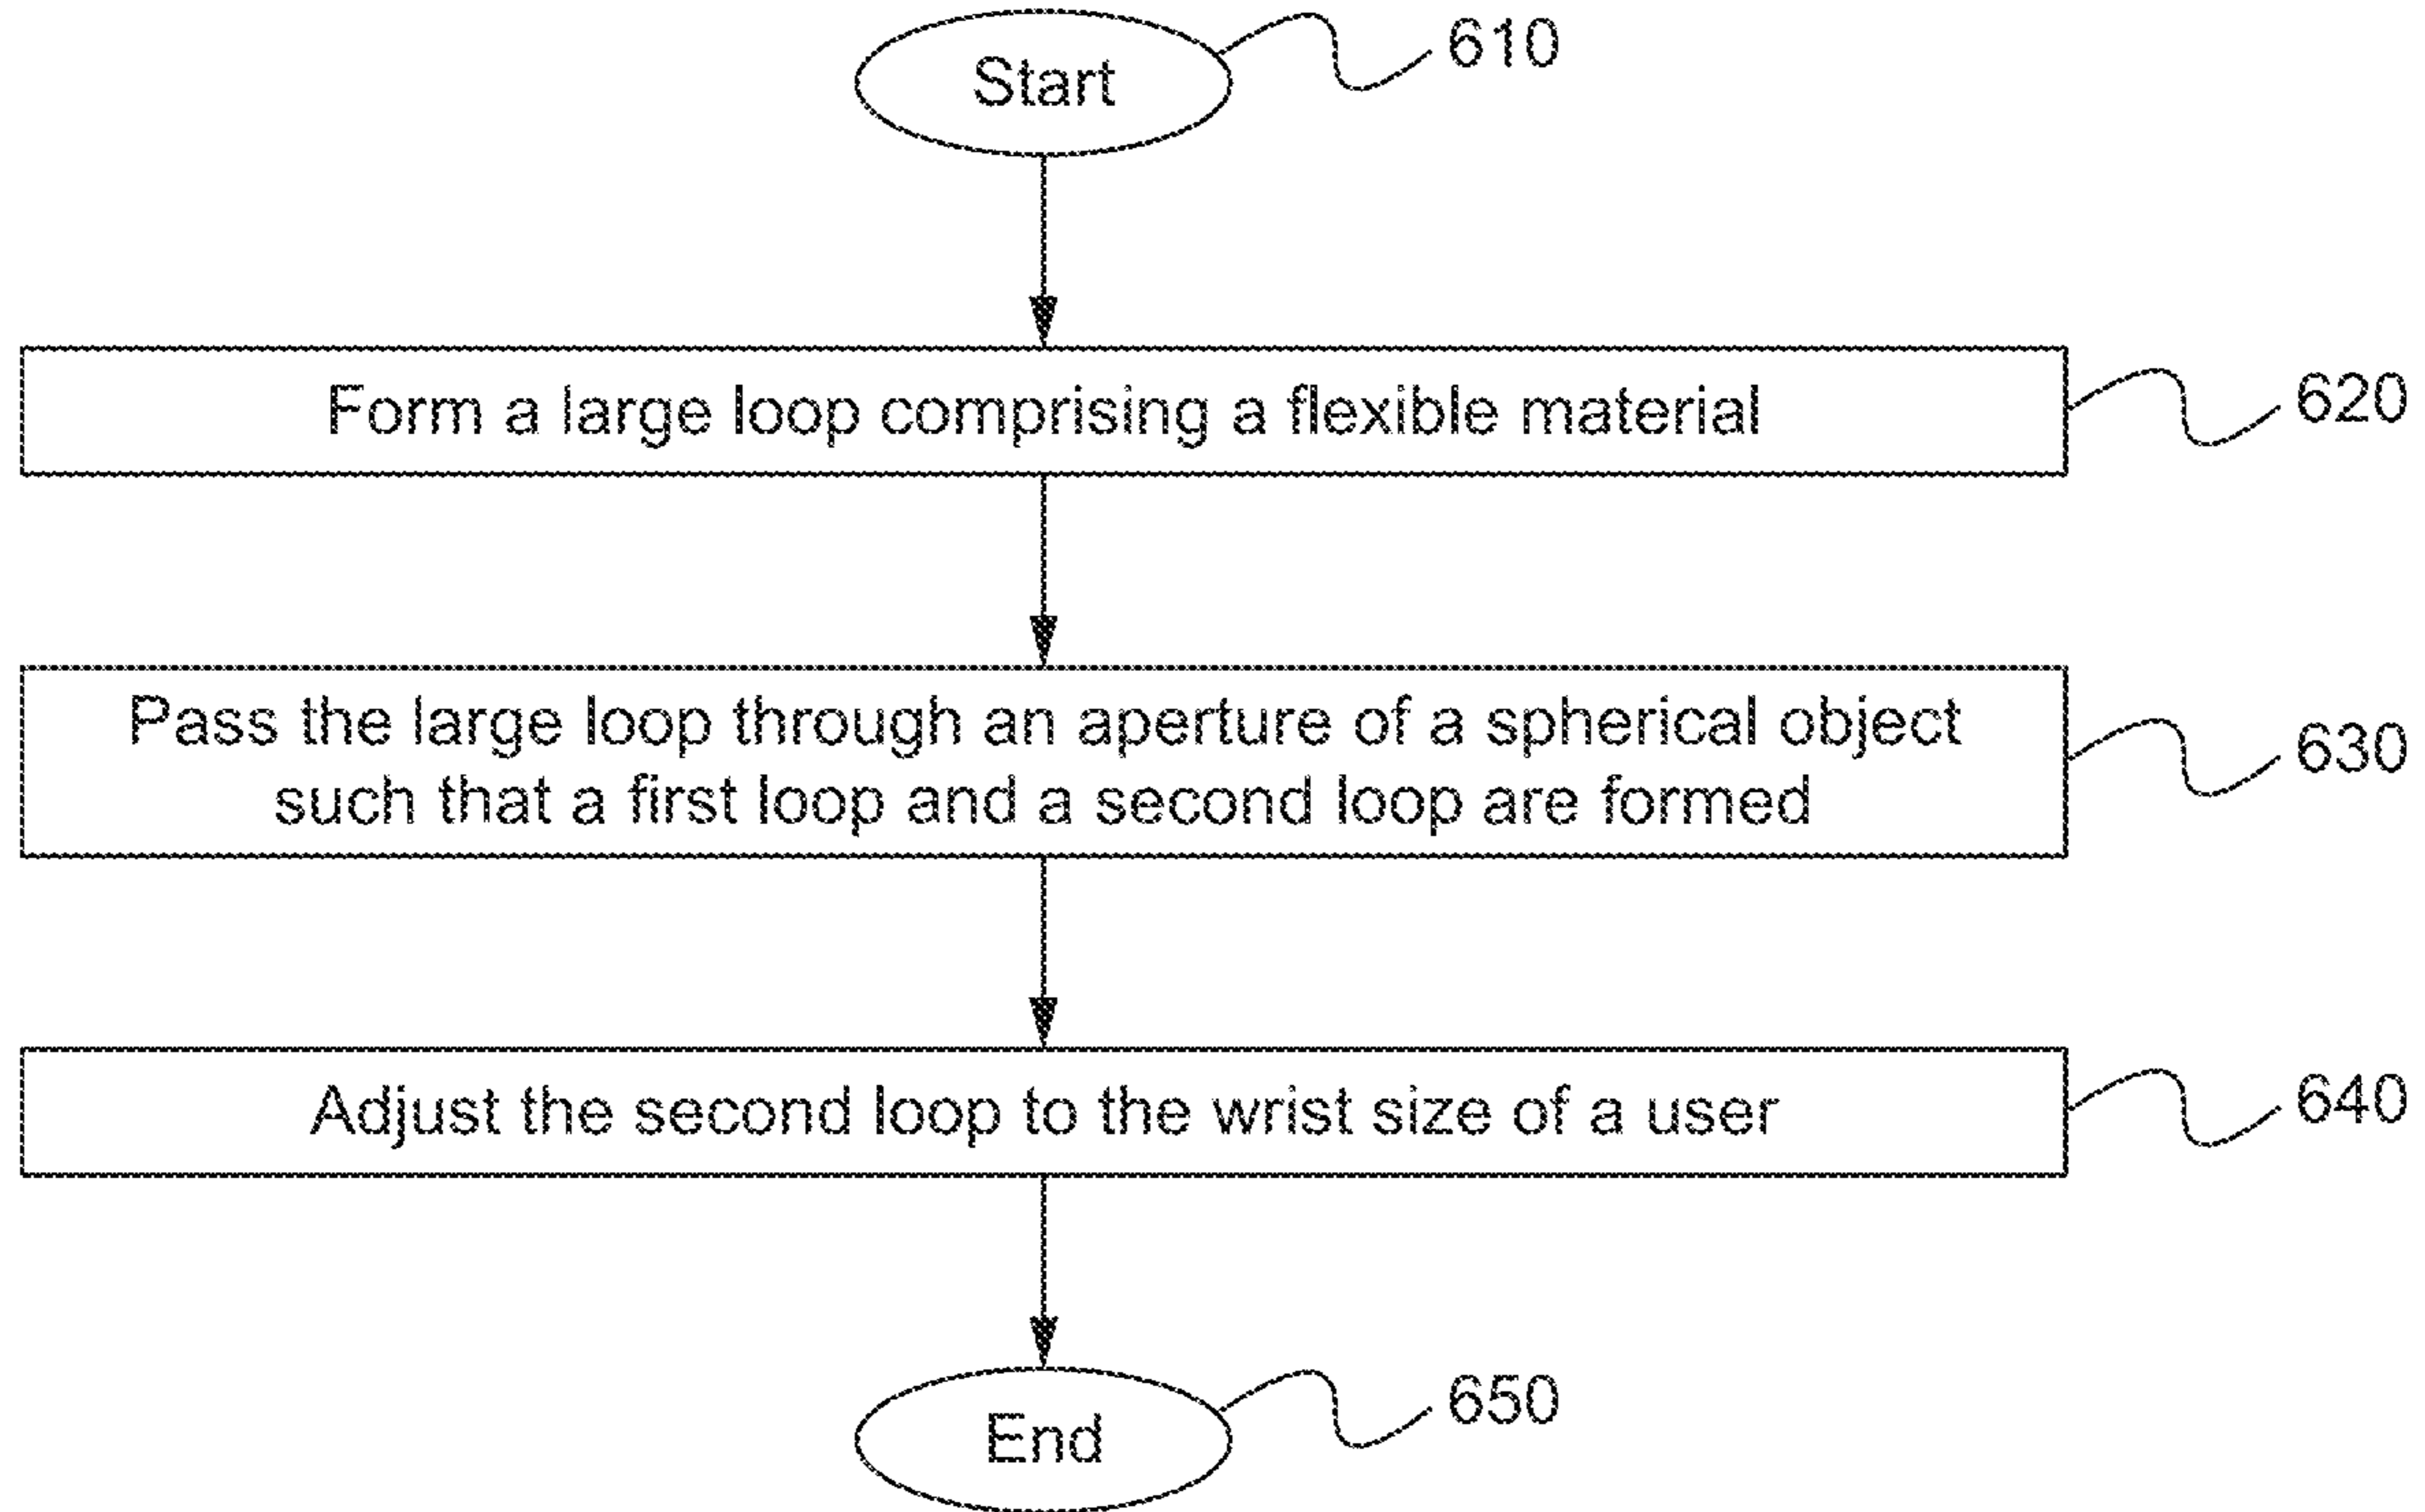 Start
610
Form a large loop comprising a flexible material
620
Pass the large loop through an aperture of a spherical object
such that a first loop and a second loop are formed
630
Adjust the second loop to the wrist size of a user
640
End
650